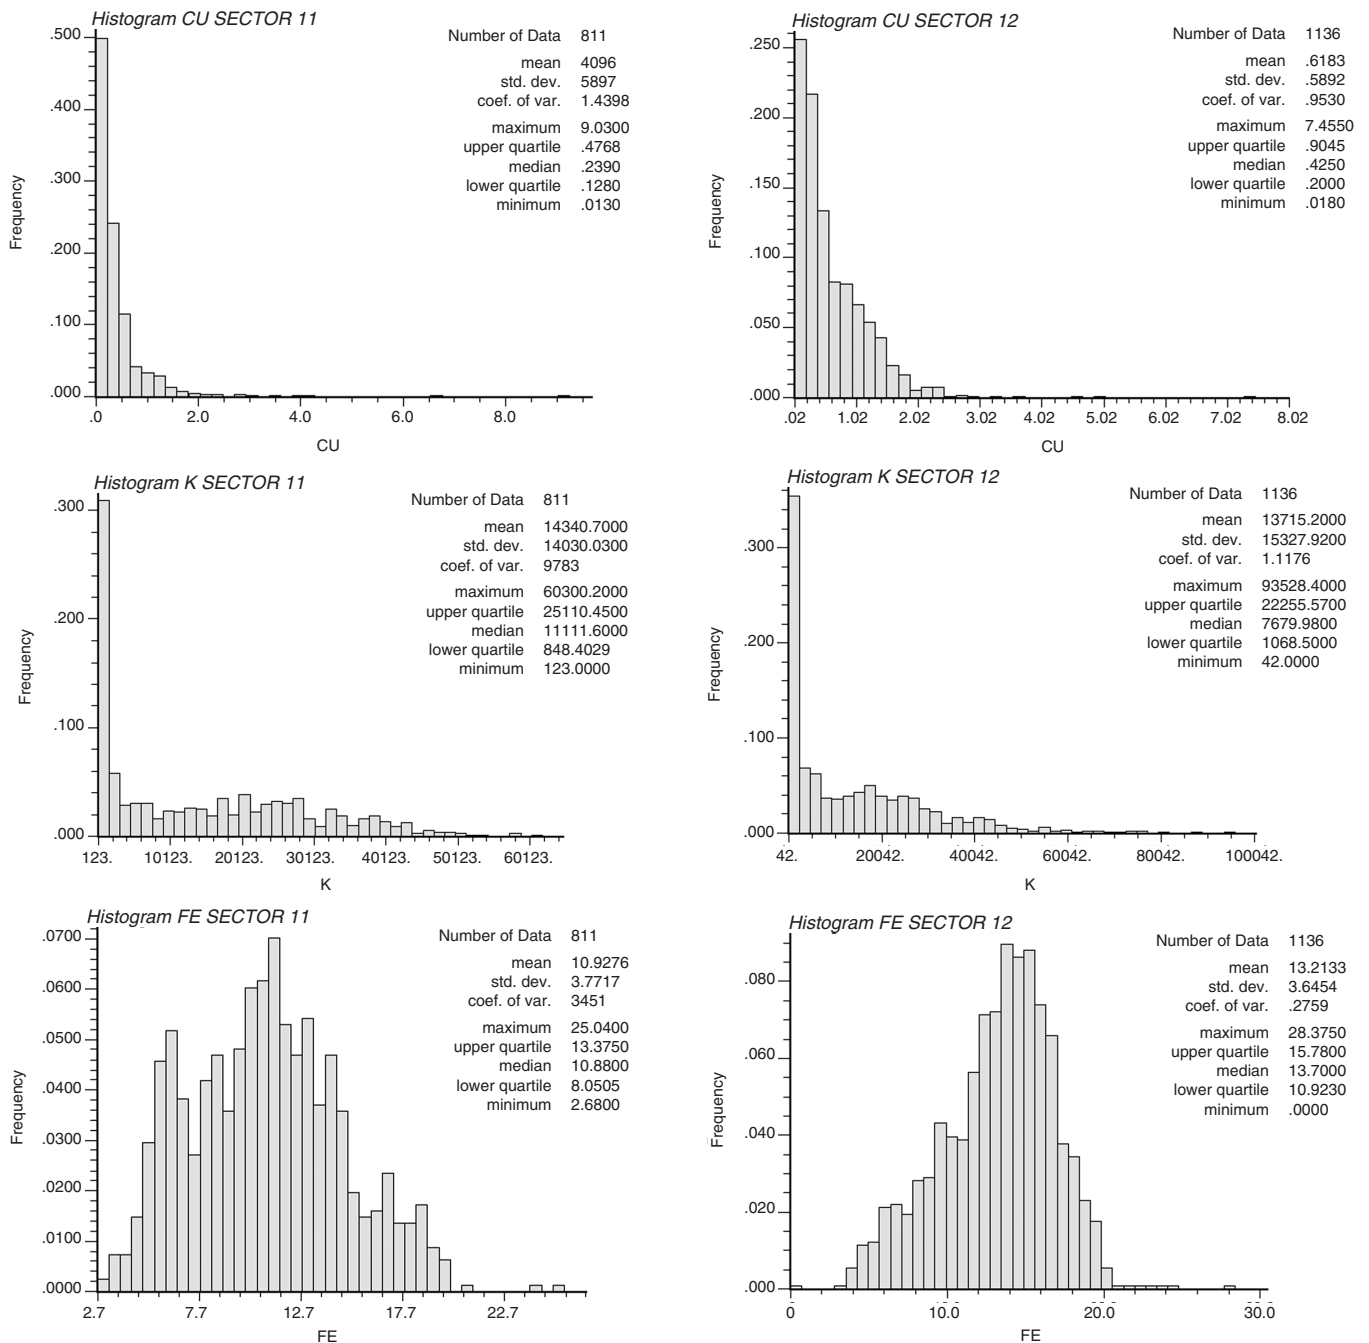 Histogram CU SECTOR 11
Number of Data 811
mean 4096
std. dev. 5897
coef. of var. 1.4398
maximum 9.0300
upper quartile .4768
median .2390
lower quartile .1280
minimum .0130
.500
.400
.300
.200
.100
.000
Frequency
.0 2.0 4.0 6.0 8.0
CU
Histogram CU SECTOR 12
Number of Data 1136
mean .6183
std. dev. .5892
coef. of var. .9530
maximum 7.4550
upper quartile .9045
median .4250
lower quartile .2000
minimum .0180
.250
.200
.150
.100
.050
.000
Frequency
.02 1.02 2.02 3.02 4.02 5.02 6.02 7.02 8.02
CU
Histogram K SECTOR 11
Number of Data 811
mean 14340.7000
std. dev. 14030.0300
coef. of var. 9783
maximum 60300.2000
upper quartile 25110.4500
median 11111.6000
lower quartile 848.4029
minimum 123.0000
.300
.200
.100
.000
Frequency
123. 10123. 20123. 30123. 40123. 50123. 60123.
K
Histogram K SECTOR 12
Number of Data 1136
mean 13715.2000
std. dev. 15327.9200
coef. of var. 1.1176
maximum 93528.4000
upper quartile 22255.5700
median 7679.9800
lower quartile 1068.5000
minimum 42.0000
.300
.200
.100
.000
Frequency
42. 20042. 40042. 60042. 80042. 100042.
K
Histogram FE SECTOR 11
Number of Data 811
mean 10.9276
std. dev. 3.7717
coef. of var. 3451
maximum 25.0400
upper quartile 13.3750
median 10.8800
lower quartile 8.0505
minimum 2.6800
.0700
.0600
.0500
.0400
.0300
.0200
.0100
.0000
Frequency
2.7 7.7 12.7 17.7 22.7
FE
Histogram FE SECTOR 12
Number of Data 1136
mean 13.2133
std. dev. 3.6454
coef. of var. .2759
maximum 28.3750
upper quartile 15.7800
median 13.7000
lower quartile 10.9230
minimum .0000
.080
.060
.040
.020
.000
Frequency
0 10.0 20.0 30.0
FE